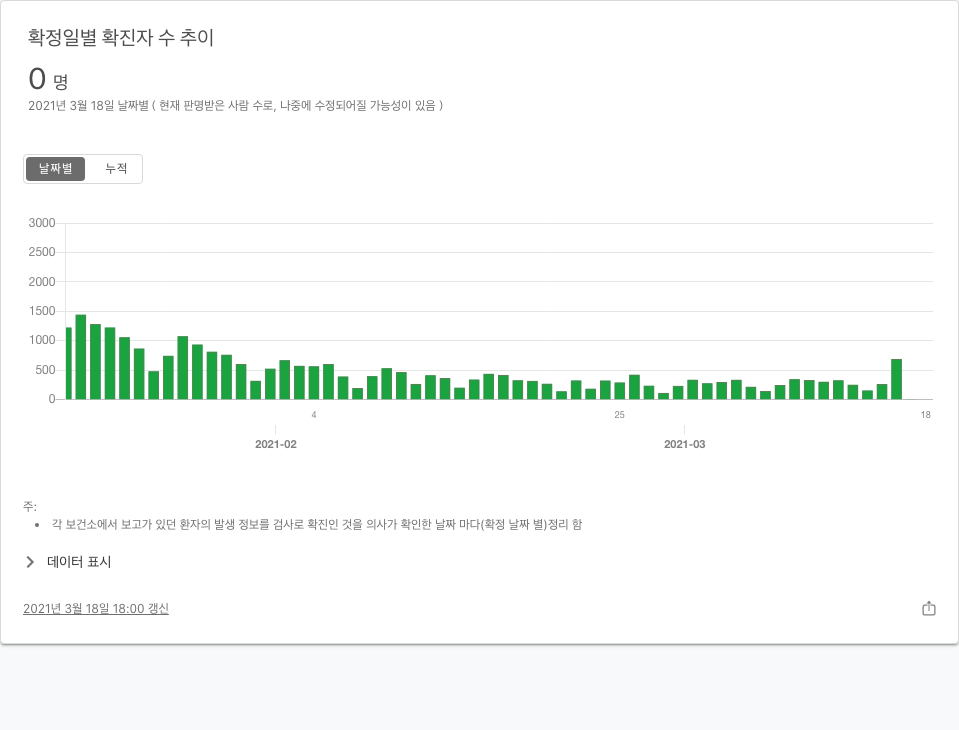 확정일별 확진자 수 추이
0 명
2021년 3월 18일 날짜별 ( 현재 판명받은 사람 수로, 나중에 수정되어질 가능성이 있음 )
날짜별 누적
3000
2500
2000
1500
1000
500
0
4 25 18
2021-02 2021-03
주:
• 각 보건소에서 보고가 있던 환자의 발생 정보를 검사로 확진인 것을 의사가 확인한 날짜 마다(확정 날짜 별)정리 함
데이터 표시
2021년 3월 18일 18:00 갱신